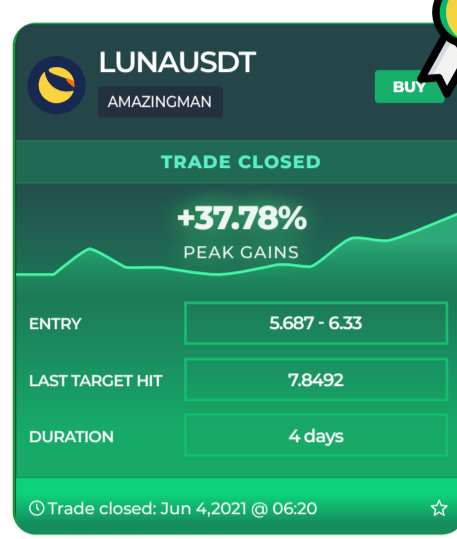 LUNAUSDT
AMAZINGMAN
BUY
TRADE CLOSED
+37.78%
PEAK GAINS
ENTRY 5.687 - 6.33
LAST TARGET HIT 7.8492
DURATION 4 days
Trade closed: Jun 4,2021 @ 06:20